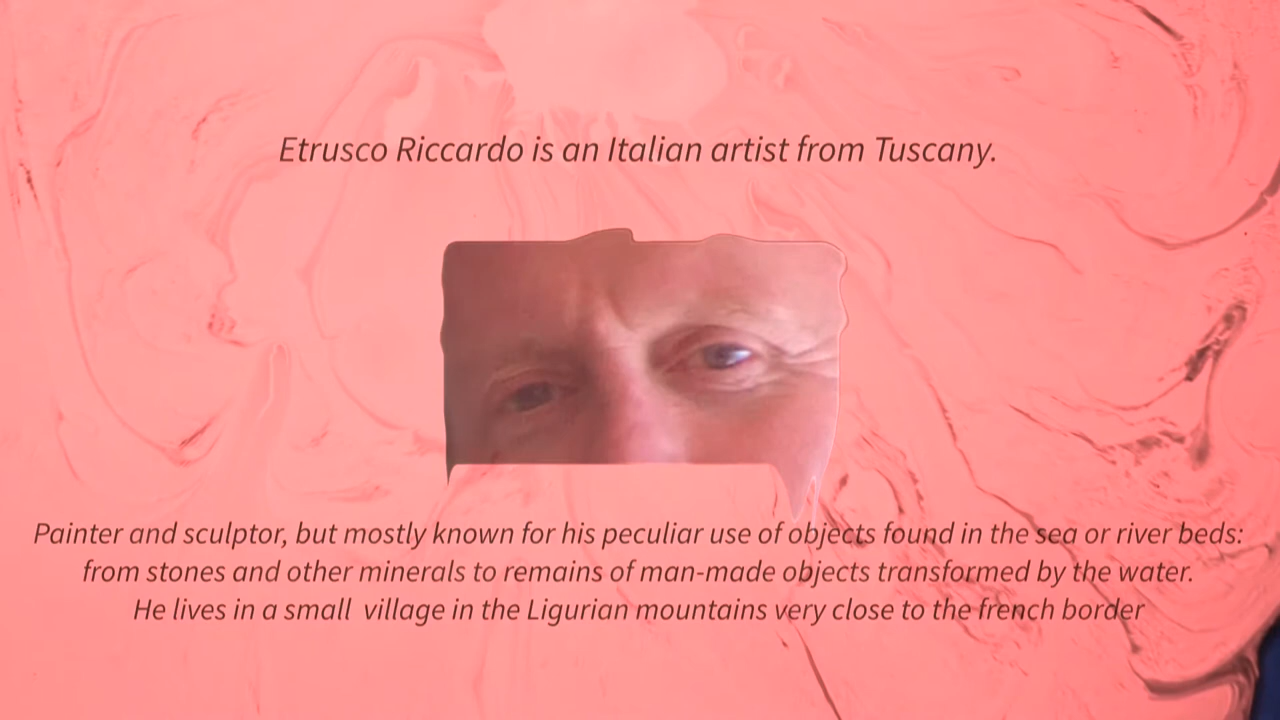 Etrusco Riccardo is an Italian artist from Tuscany.
Painter and sculptor, but mostly known for his peculiar use of objects found in the sea or river beds:
from stones and other minerals to remains of man-made objects transformed by the water.
He lives in a small village in the Ligurian mountains very close to the french border